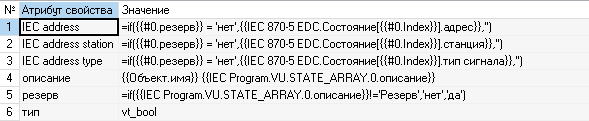 № Атрибут свойства Значение
1 IEC address =if({{#0.резерв}} = 'нет',{{IEC 870-5 EDC.Состояние[{{#0.Index}}].адрес}},'')
2 IEC address station =if({{#0.резерв}} = 'нет',{{IEC 870-5 EDC.Состояние[{{#0.Index}}].станция}},'')
3 IEC address type =if({{#0.резерв}} = 'нет',{{IEC 870-5 EDC.Состояние[{{#0.Index}}].тип сигнала}},'')
4 описание {{Объект.имя}} {{IEC Program.VU.STATE_ARRAY.0.описание}}
5 резерв =if({{IEC Program.VU.STATE_ARRAY.0.описание}}!='Резерв','нет','да')
6 тип vt_bool